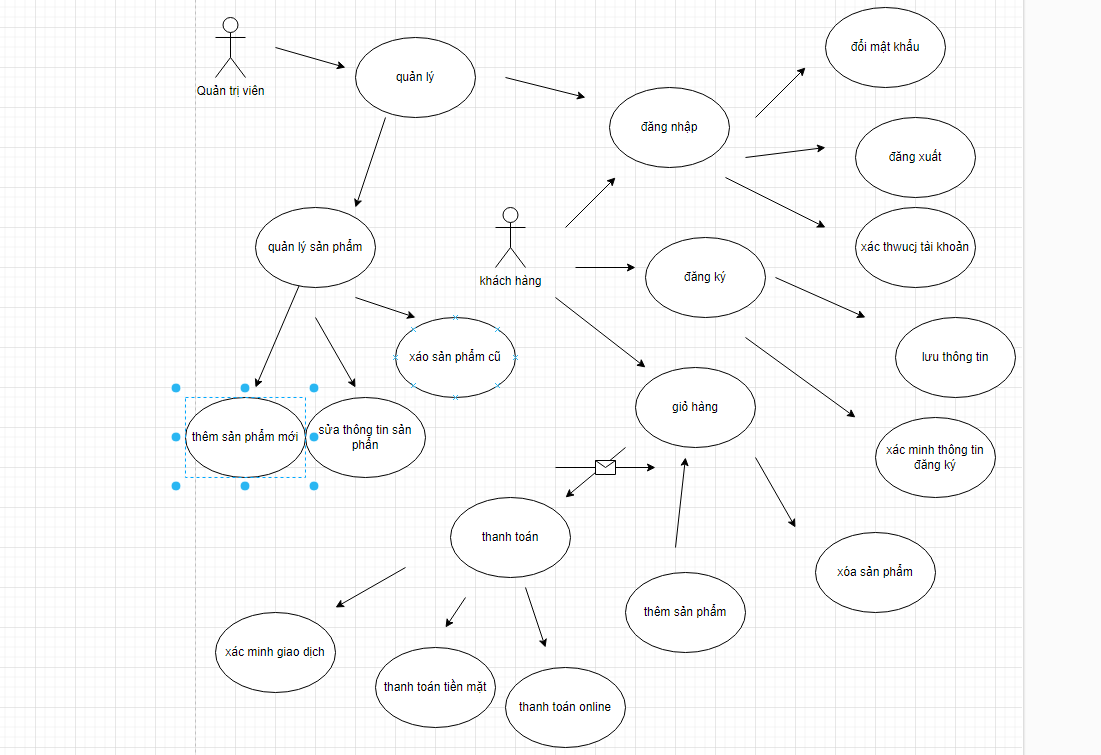 Quản trị viên
quản lý
đổi mật khẩu
đăng nhập
đăng xuất
quản lý sản phẩm
khách hàng
đăng ký
xác thwucj tải khoản
xáo sản phẩm cũ
lưu thông tin
giỏ hàng
thêm sản phẩm mới
sửa thông tin sản
phẩn
xác minh thông tin
đăng ký
thanh toán
xóa sản phẩm
thêm sản phẩm
xác minh giao dịch
thanh toán tiền mặt
thanh toán online